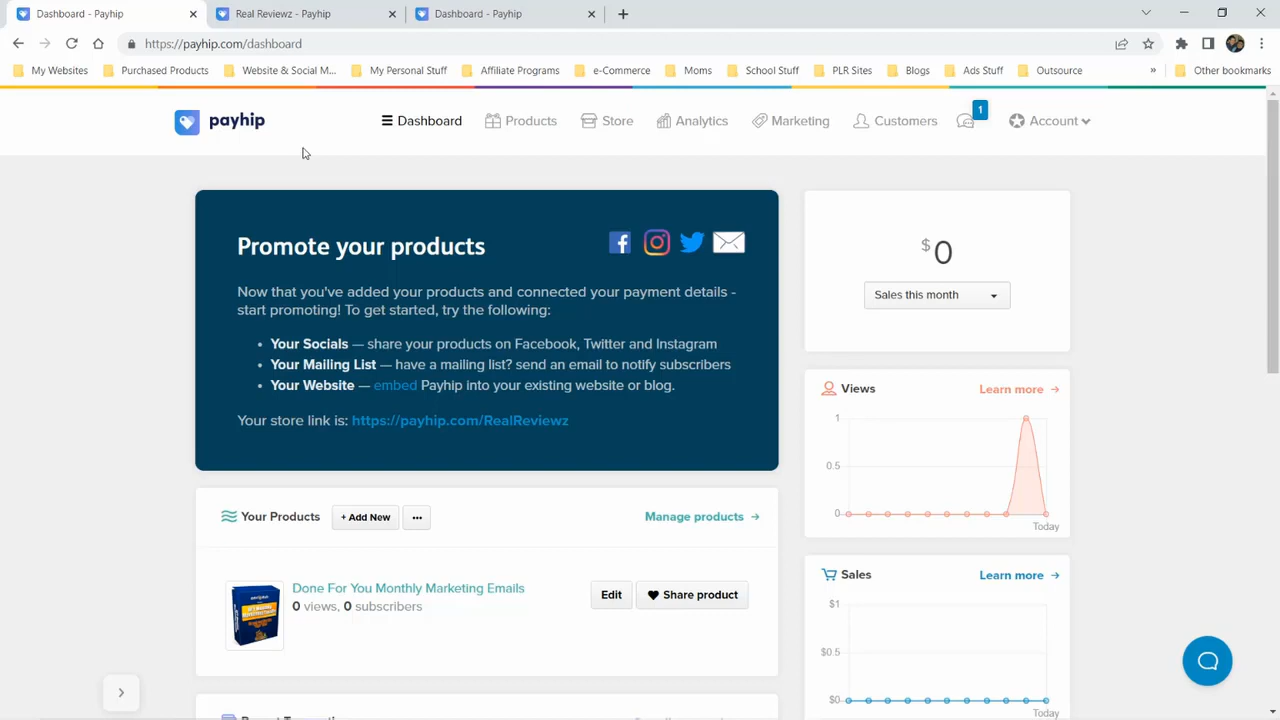 Dashboard - Payhip
Real Reviewz - Payhip
Dashboard - Payhip
https://payhip.com/dashboard
My Websites
Purchased Products
Website & Social M...
My Personal Stuff
Affiliate Programs
e-Commerce
Moms
School Stuff
PLR Sites
Blogs
Ads Stuff
Outsource
»
Other bookmarks
payhip
Dashboard
Products
Store
Analytics
Marketing
Customers
1
Account
Promote your products
Now that you've added your products and connected your payment details -
start promoting! To get started, try the following:
• Your Socials — share your products on Facebook, Twitter and Instagram
• Your Mailing List — have a mailing list? send an email to notify subscribers
• Your Website — embed Payhip into your existing website or blog.
Your store link is: https://payhip.com/RealReviewz
$0
Sales this month
Views
Learn more →
1
0.5
0
Today
Your Products
+ Add New
...
Manage products →
Done For You Monthly Marketing Emails
0 views, 0 subscribers
Edit
Share product
Sales
Learn more →
$1
$0.5
$0
Today